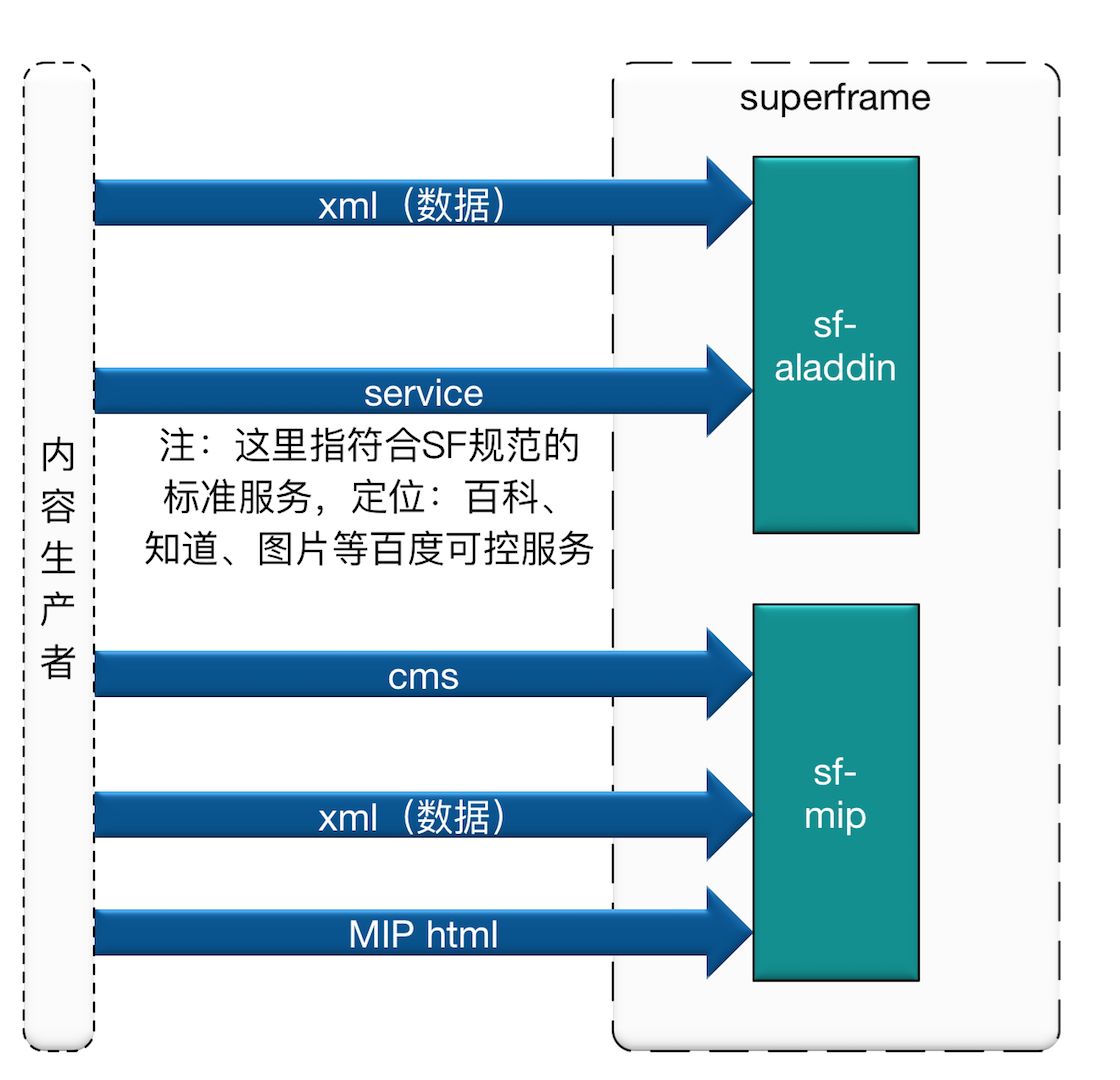 superframe
xml（数据）
sf-
aladdin
service
注：这里指符合SF规范的
标准服务，定位：百科、
知道、图片等百度可控服务
内容生产者
cms
xml（数据）
sf-
mip
MIP html